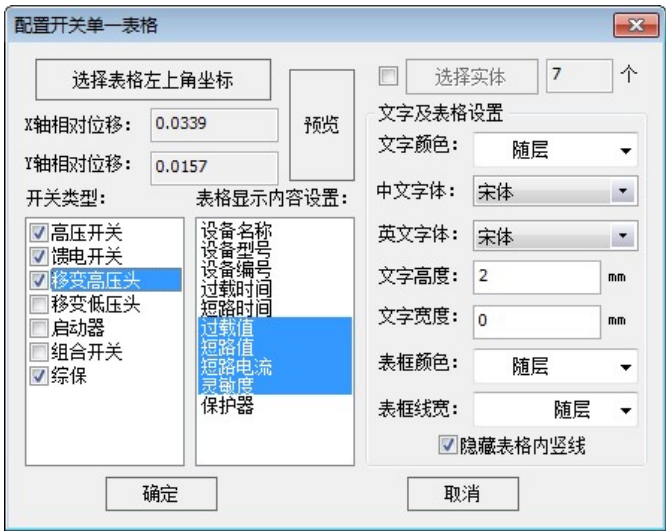 配置开关单一表格
选择表格左上角坐标
X轴相对位移: 0.0339
Y轴相对位移: 0.0157
预览
选择实体 7 个
开关类型:
高压开关
馈电开关
移变高压头
移变低压头
启动器
组合开关
综保
表格显示内容设置:
设备名称
设备型号
设备编号
过载时间
短路时间
过载值
短路值
短路电流
灵敏度
保护器
文字及表格设置
文字颜色: 随层
中文字体: 宋体
英文字体: 宋体
文字高度: 2 mm
文字宽度: 0 mm
表框颜色: 随层
表框线宽: 随层
隐藏表格内竖线
确定
取消